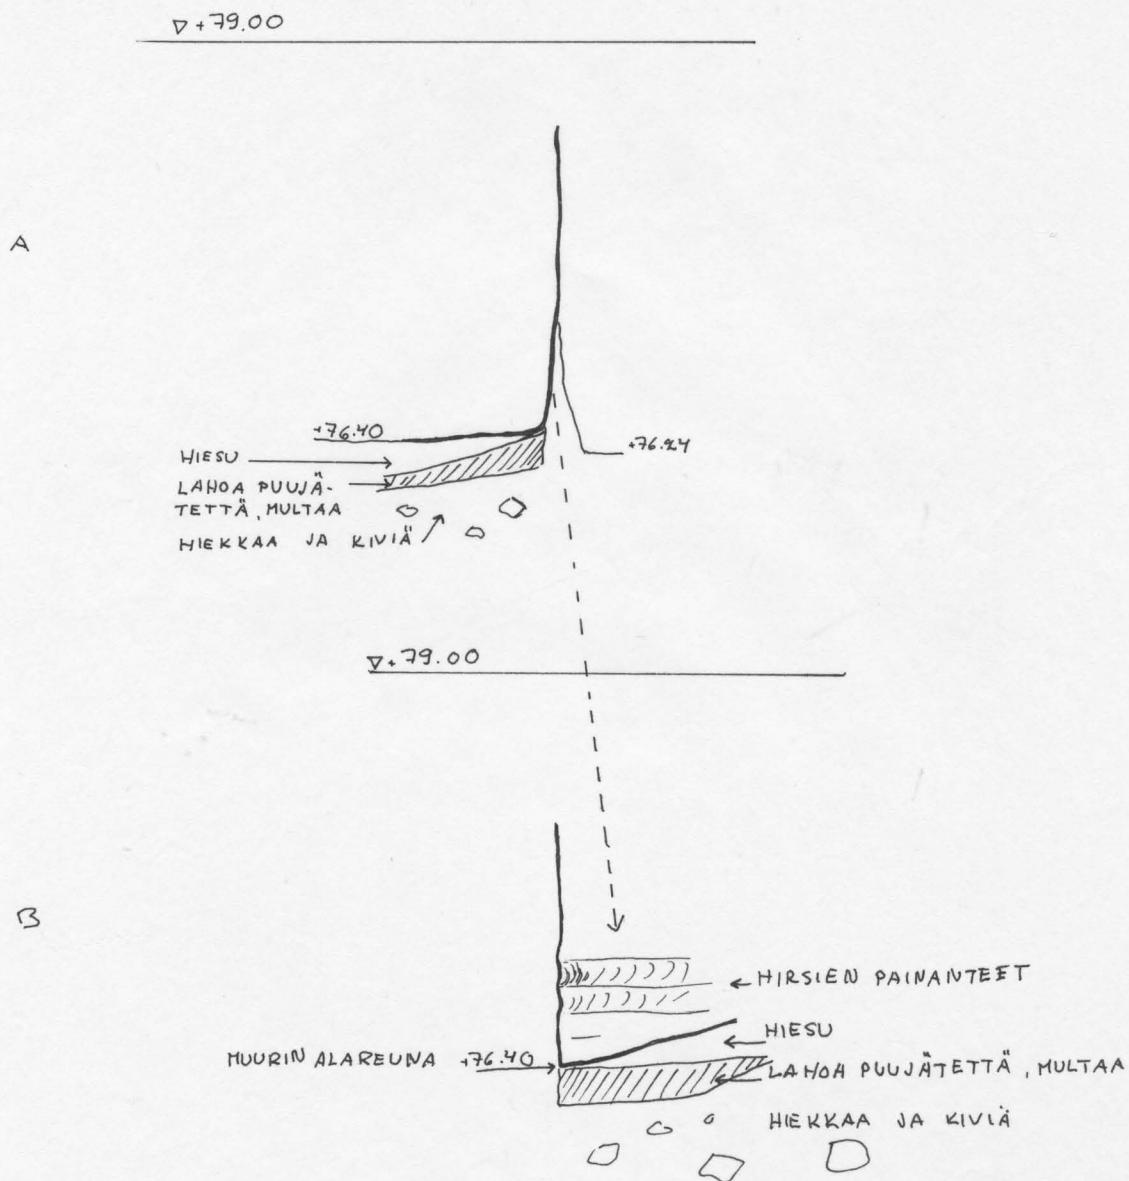 ▽+79.00
A
+76.40
+76.24
HIESU
LAHOA PUUJÄ-
TETTÄ, MULTAA
HIEKKAA JA KIVIÄ
▽+79.00
B
HIRSIEN PAINANTEET
HIESU
MUURIN ALAREUNA +76.40
LAHOA PUUJÄTETTÄ, MULTAA
HIEKKAA JA KIVIÄ